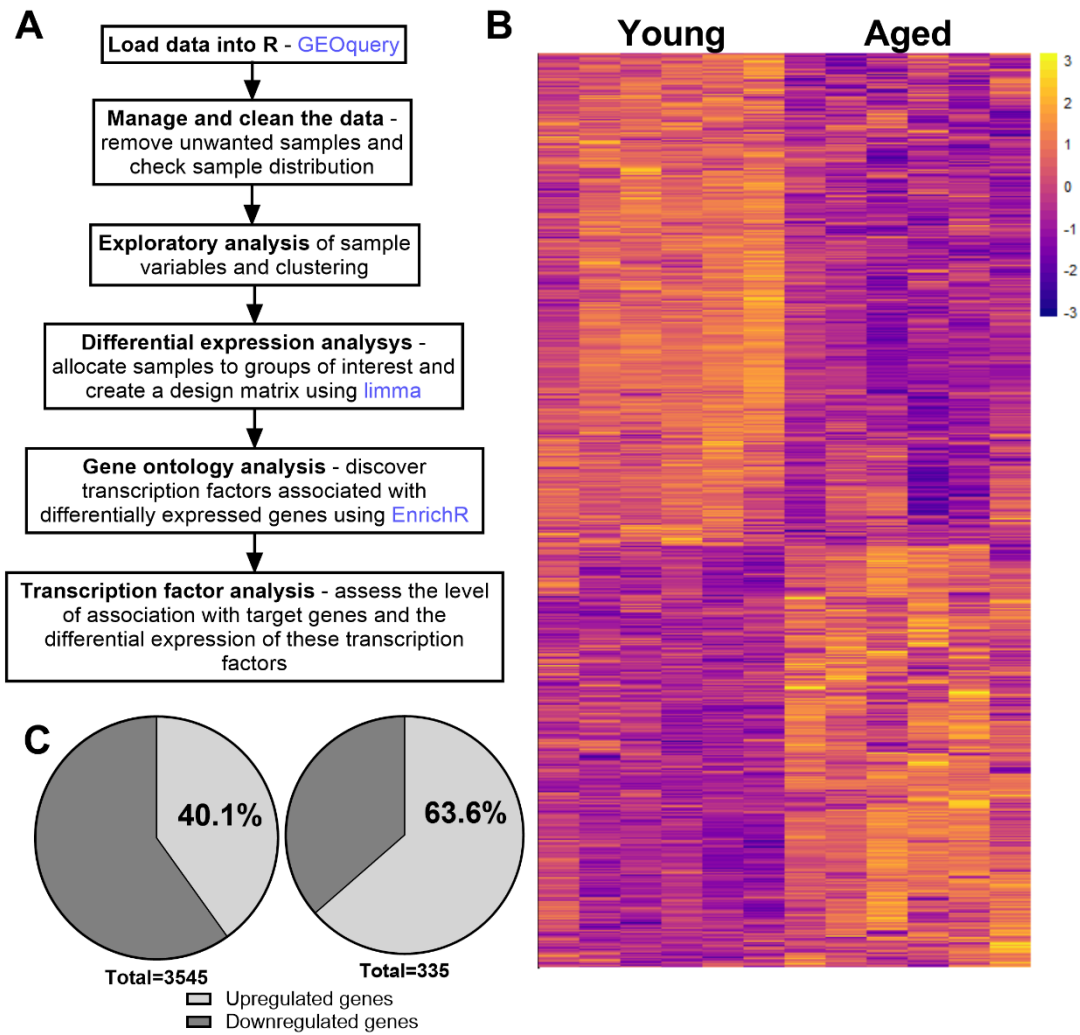 A
Load data into R - GEOquery
Manage and clean the data -
remove unwanted samples and
check sample distribution
Exploratory analysis of sample
variables and clustering
Differential expression analysys -
allocate samples to groups of interest and
create a design matrix using limma
Gene ontology analysis - discover
transcription factors associated with
differentially expressed genes using EnrichR
Transcription factor analysis - assess the level
of association with target genes and the
differential expression of these transcription
factors
B
Young Aged
3
2
1
0
-1
-2
-3
C
40.1%
63.6%
Total=3545
Total=335
Upregulated genes
Downregulated genes